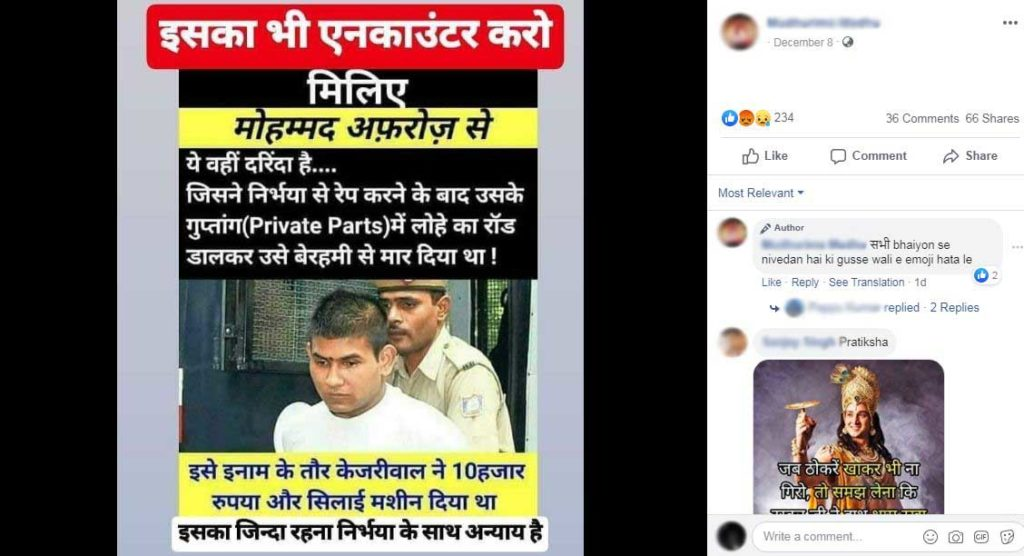 इसका भी एनकाउंटर करो
मिलिए
मोहम्मद अफ़रोज़ से
ये वहीं दरिंदा है....
जिसने निर्भया से रेप करने के बाद उसके
गुप्तांग(Private Parts)में लोहे का रॉड
डालकर उसे बेरहमी से मार दिया था !
इसे इनाम के तौर केजरीवाल ने 10हजार
रुपया और सिलाई मशीन दिया था
इसका जिन्दा रहना निर्भया के साथ अन्याय है
December 8
234
36 Comments 66 Shares
Like Comment Share
Most Relevant
Author
सभी bhaiyon se
nivedan hai ki gusse wali e emoji hata le
2
Like · Reply · See Translation · 1d
replied · 2 Replies
Pratiksha
जब ठोकरें खाकर भी ना
गिरो, तो समझ लेना कि
Write a comment...
GIF